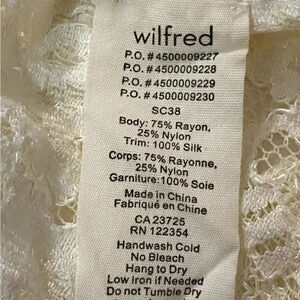 wilfred
P.O. #4500009227
P.O. #4500009228
P.O. #4500009229
P.O. #4500009230
SC38
Body: 75% Rayon,
25% Nylon
Trim: 100% Silk
Corps: 75% Rayonne,
25% Nylon
Garniture:100% Soie
Made in China
Fabriqué en Chine
CA 23725
RN 122354
Handwash Cold
No Bleach
Hang to Dry
Low iron if Needed
Do not Tumble Dry